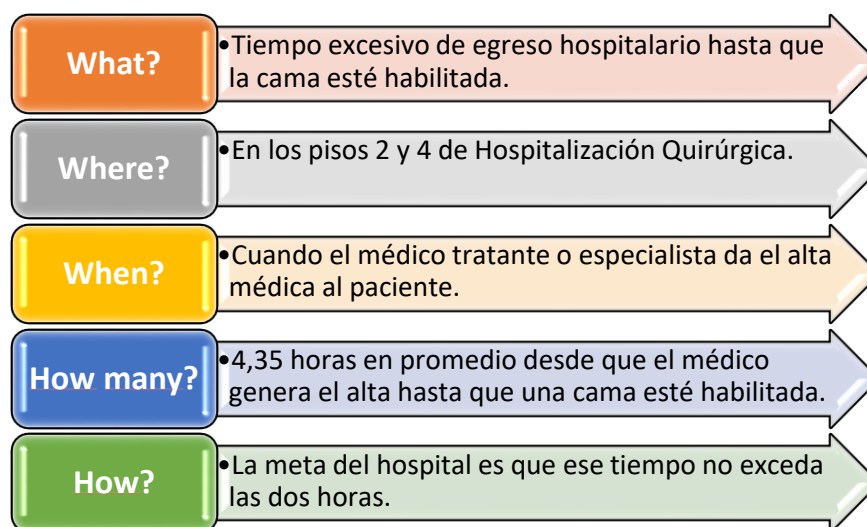 What?
•Tiempo excesivo de egreso hospitalario hasta que
la cama esté habilitada.
Where?
•En los pisos 2 y 4 de Hospitalización Quirúrgica.
When?
•Cuando el médico tratante o especialista da el alta
médica al paciente.
How many?
•4,35 horas en promedio desde que el médico
genera el alta hasta que una cama esté habilitada.
How?
•La meta del hospital es que ese tiempo no exceda
las dos horas.